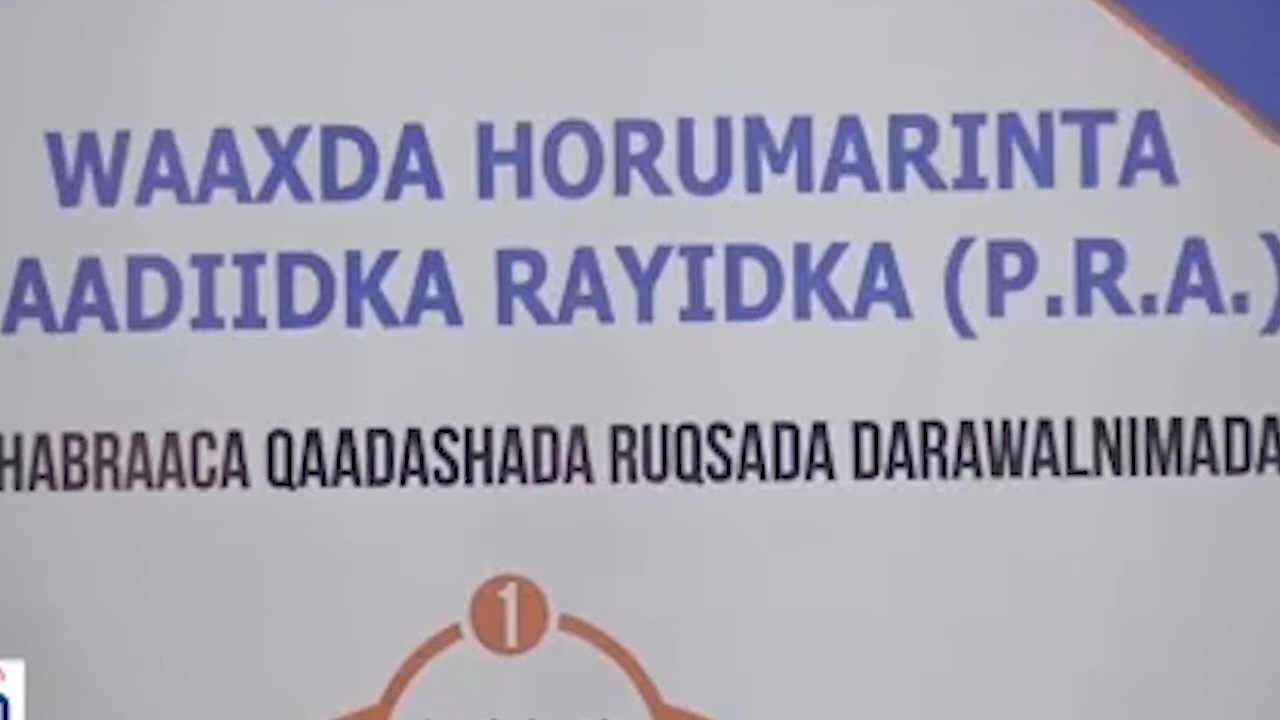 WAAXDA HORUMARINTA
AADIIDKA RAYIDKA (P.R.A.)
HABRAACA QAADASHADA RUQSADA DARAWALNIMADA
1